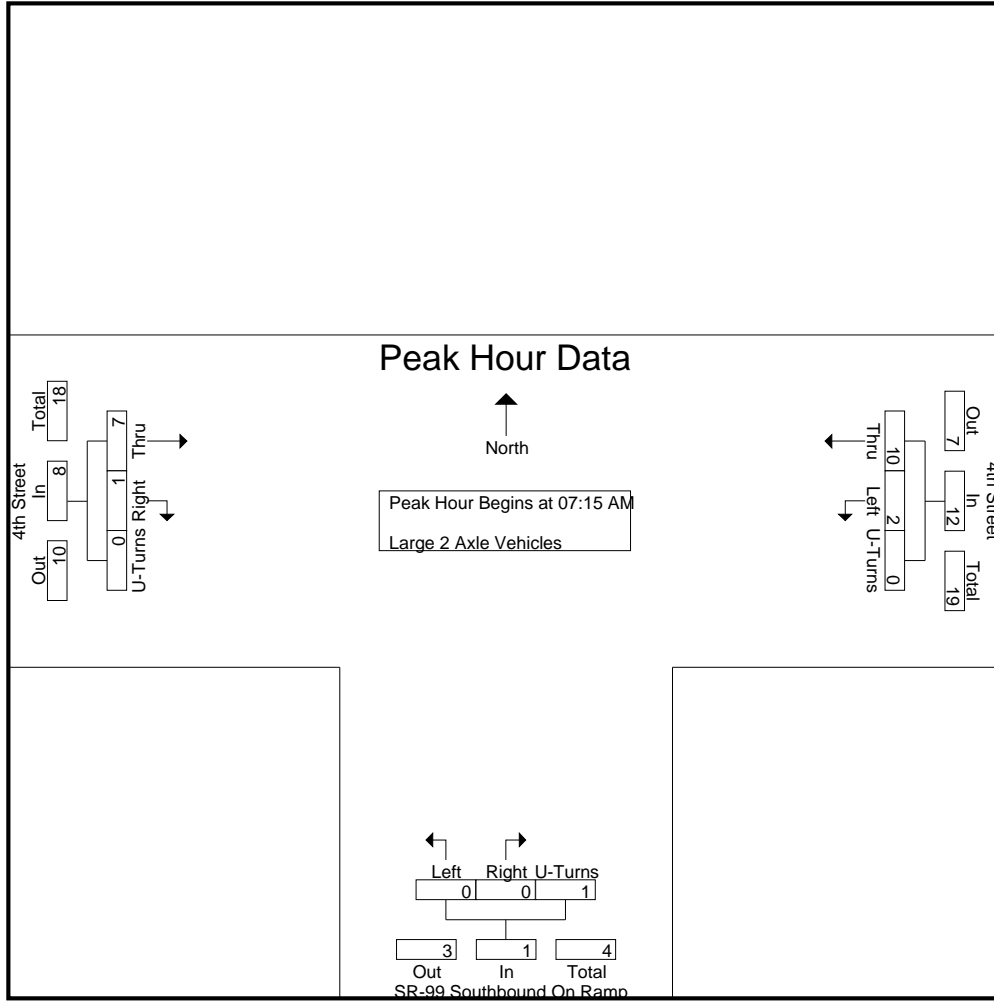 Peak Hour Data
North
Peak Hour Begins at 07:15 AM
Large 2 Axle Vehicles
4th Street
Total In Out
18 8 10
7 1 0
Thru Right U-Turns
Thru Left U-Turns
10 2 0
Out In Total
7 12 19
4th Street
Left Right U-Turns
0 0 1
3 1 4
Out In Total
SR-99 Southbound On Ramp